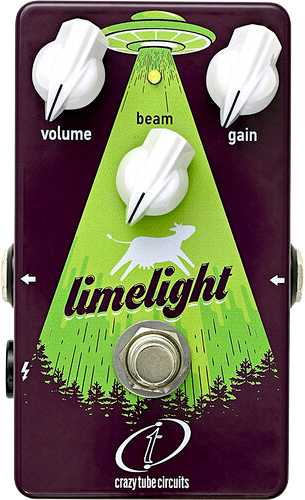 volume
beam
gain
limelight
crazy tube circuits